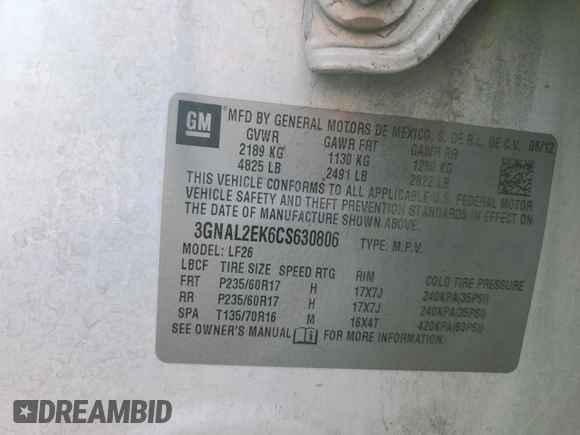 GM
MFD BY GENERAL MOTORS DE MEXICO, S. DE R.L. DE C.V. 06/12
GVWR GAWR FRT GAWR RR
2189 KG 1130 KG 1280 KG
4825 LB 2491 LB 2822 LB
THIS VEHICLE CONFORMS TO ALL APPLICABLE U.S. FEDERAL MOTOR
VEHICLE SAFETY AND THEFT PREVENTION STANDARDS IN EFFECT ON
THE DATE OF MANUFACTURE SHOWN ABOVE.
3GNAL2EK6CS630806 TYPE: M.P.V.
MODEL: LF26
LBCF TIRE SIZE SPEED RTG RIM COLD TIRE PRESSURE
FRT P235/60R17 H 17X7J 240KPA(35PSI)
RR P235/60R17 H 17X7J 240KPA(35PSI)
SPA T135/70R16 M 16X4T 420KPA(60PSI)
SEE OWNER'S MANUAL FOR MORE INFORMATION.
DREAMBID